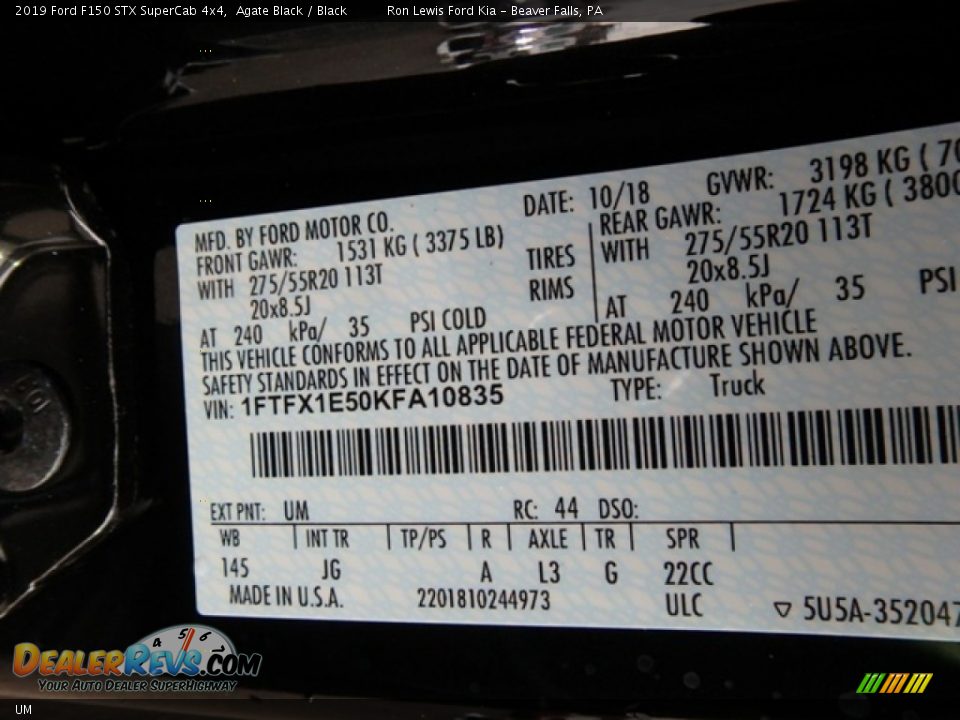 2019 Ford F150 STX SuperCab 4x4, Agate Black / Black Ron Lewis Ford Kia - Beaver Falls, PA
MFD. BY FORD MOTOR CO. DATE: 10/18 GVWR: 3198 KG (
FRONT GAWR: 1531 KG ( 3375 LB) REAR GAWR: 1724 KG ( 3800
WITH 275/55R20 113T TIRES WITH 275/55R20 113T
20x8.5J RIMS 20x8.5J
AT 240 kPa/ 35 PSI COLD AT 240 kPa/ 35 PSI
THIS VEHICLE CONFORMS TO ALL APPLICABLE FEDERAL MOTOR VEHICLE
SAFETY STANDARDS IN EFFECT ON THE DATE OF MANUFACTURE SHOWN ABOVE.
VIN: 1FTFX1E50KFA10835 TYPE: Truck
EXT PNT: UM RC: 44 DSO:
WB INT TR TP/PS R AXLE TR SPR
145 JG A L3 G 22CC
MADE IN U.S.A. 2201810244973 ULC 5U5A-352047
4 5 6
DEALERREVS.COM
YOUR AUTO DEALER SUPERHIGHWAY
UM